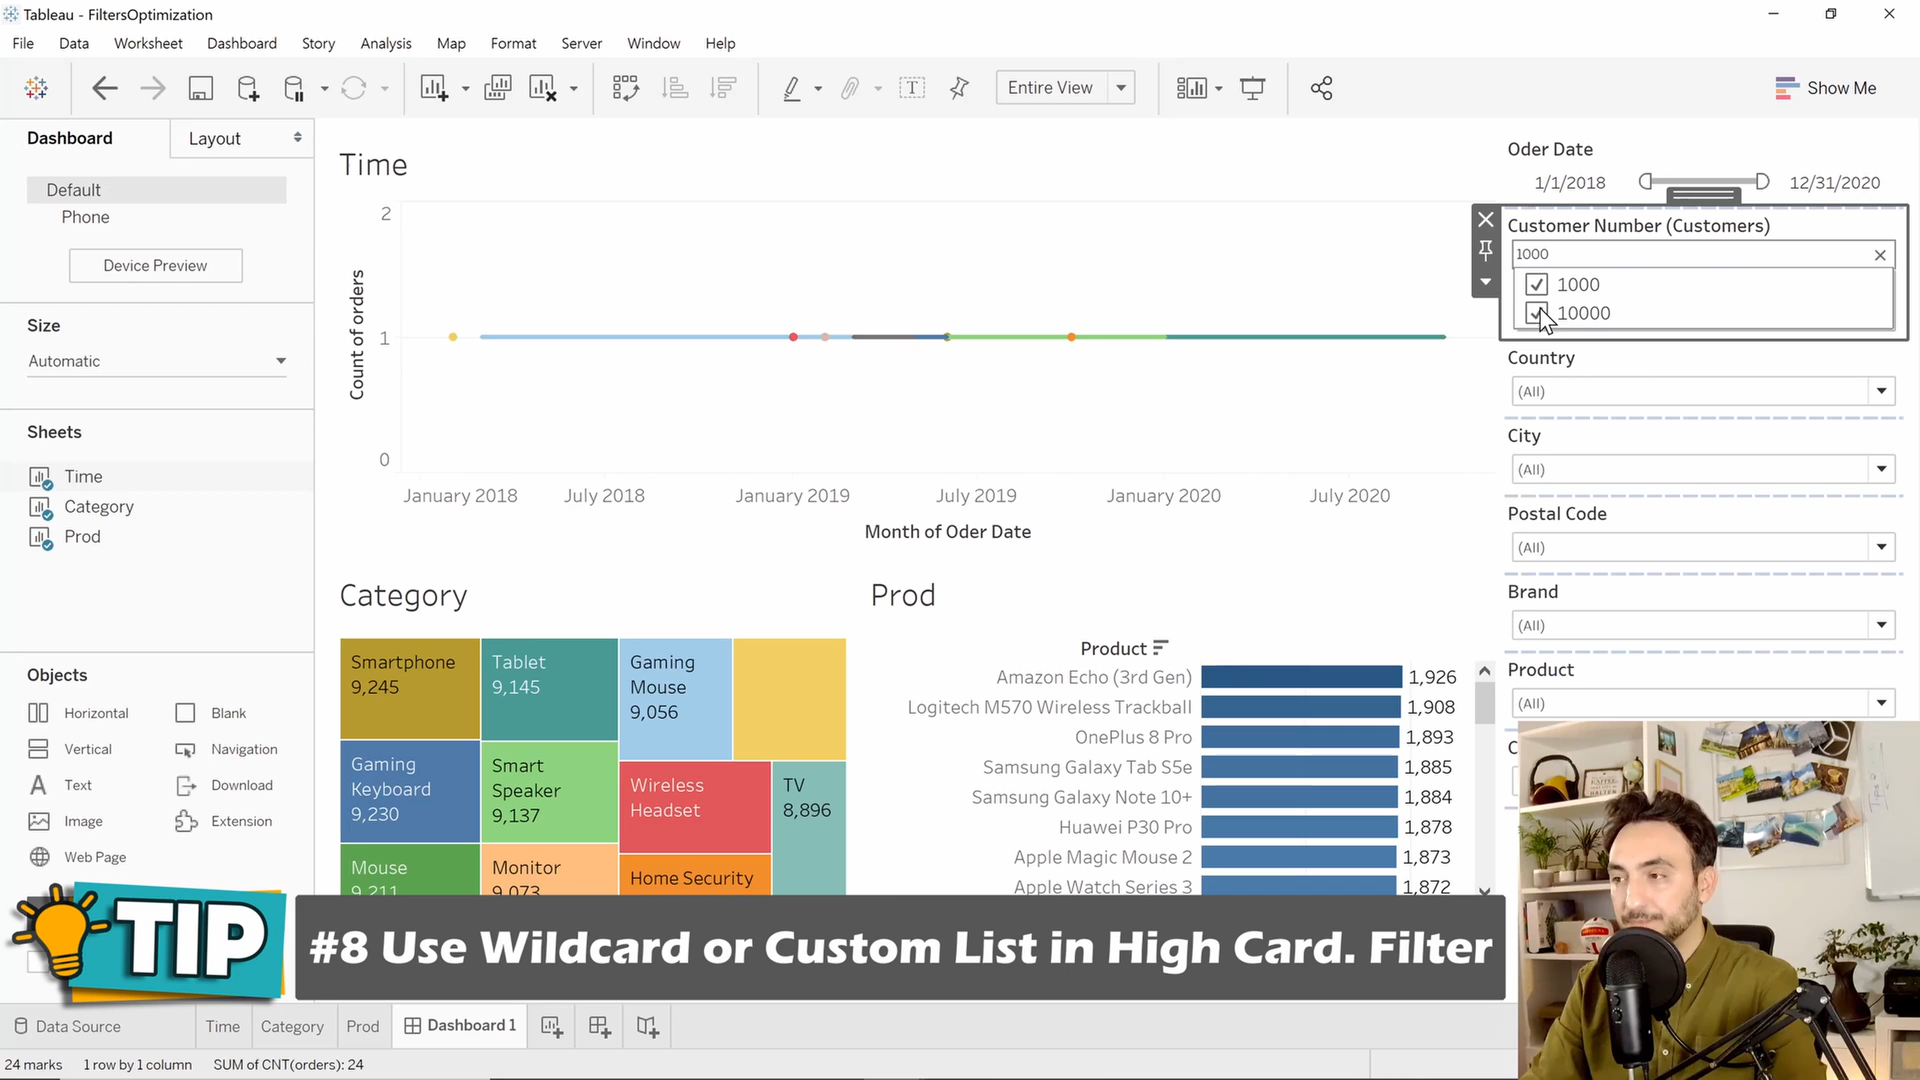 Tableau - FiltersOptimization
File Data Worksheet Dashboard Story Analysis Map Format Server Window Help
Entire View
Show Me
Dashboard
Layout
Default
Phone
Device Preview
Size
Automatic
Sheets
Time
Category
Prod
Objects
Horizontal
Blank
Vertical
Navigation
Text
Download
Image
Extension
Web Page
Time
Count of orders
2
1
0
January 2018
July 2018
January 2019
July 2019
January 2020
July 2020
Month of Oder Date
Category
Smartphone
9,245
Tablet
9,145
Gaming
Mouse
9,056
Gaming
Keyboard
9,230
Smart
Speaker
9,137
Wireless
Headset
TV
8,896
Mouse
9,211
Monitor
9,073
Home Security
Prod
Product
Amazon Echo (3rd Gen) 1,926
Logitech M570 Wireless Trackball 1,908
OnePlus 8 Pro 1,893
Samsung Galaxy Tab S5e 1,885
Samsung Galaxy Note 10+ 1,884
Huawei P30 Pro 1,878
Apple Magic Mouse 2 1,873
Apple Watch Series 3 1,872
Oder Date
1/1/2018
12/31/2020
Customer Number (Customers)
1000
1000
10000
Country
(All)
City
(All)
Postal Code
(All)
Brand
(All)
Product
(All)
C
TIP
#8 Use Wildcard or Custom List in High Card. Filter
Data Source
Time
Category
Prod
Dashboard 1
24 marks
1 row by 1 column
SUM of CNT(orders): 24